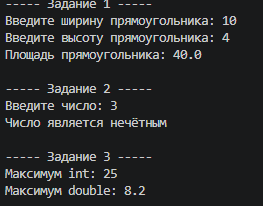 ----- Задание 1 -----
Введите ширину прямоугольника: 10
Введите высоту прямоугольника: 4
Площадь прямоугольника: 40.0
----- Задание 2 -----
Введите число: 3
Число является нечётным
----- Задание 3 -----
Максимум int: 25
Максимум double: 8.2